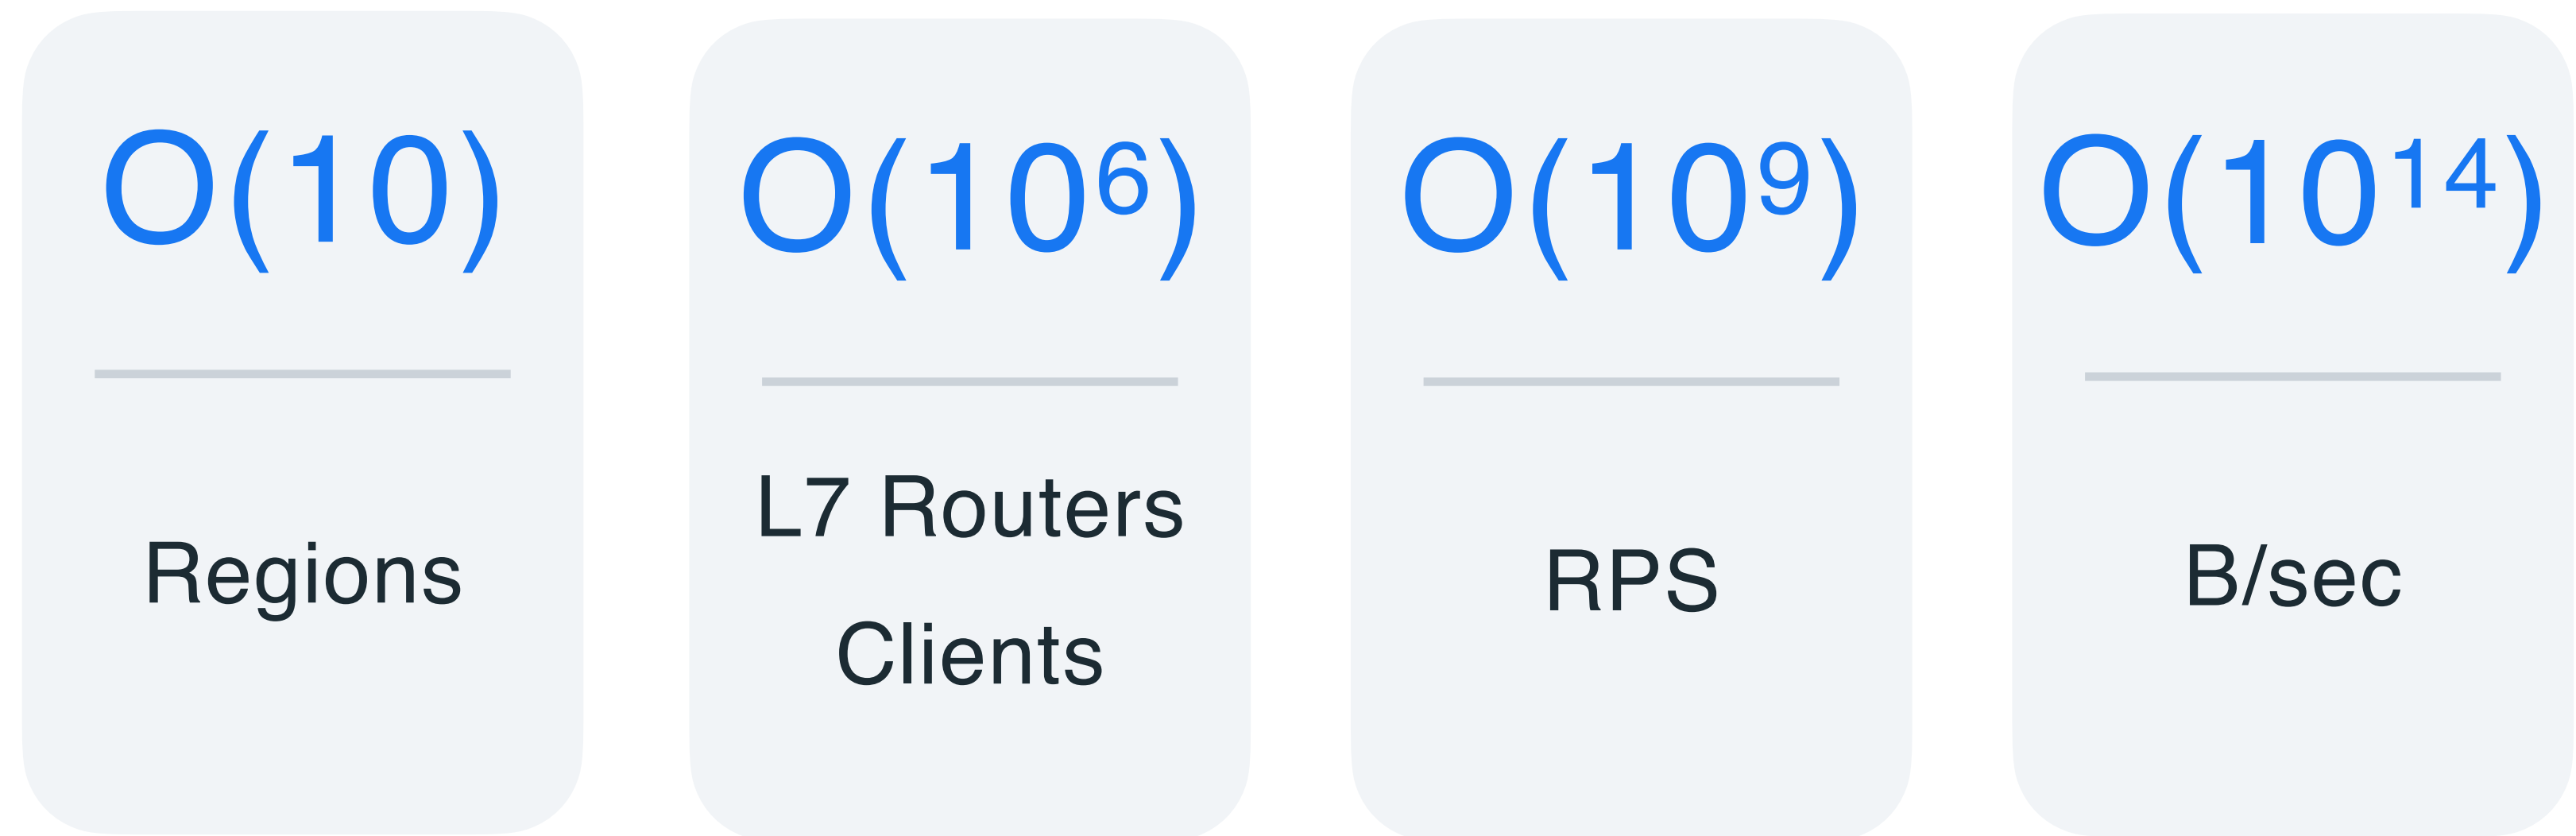 O(10)
Regions
O(10⁶)
L7 Routers
Clients
O(10⁹)
RPS
O(10¹⁴)
B/sec